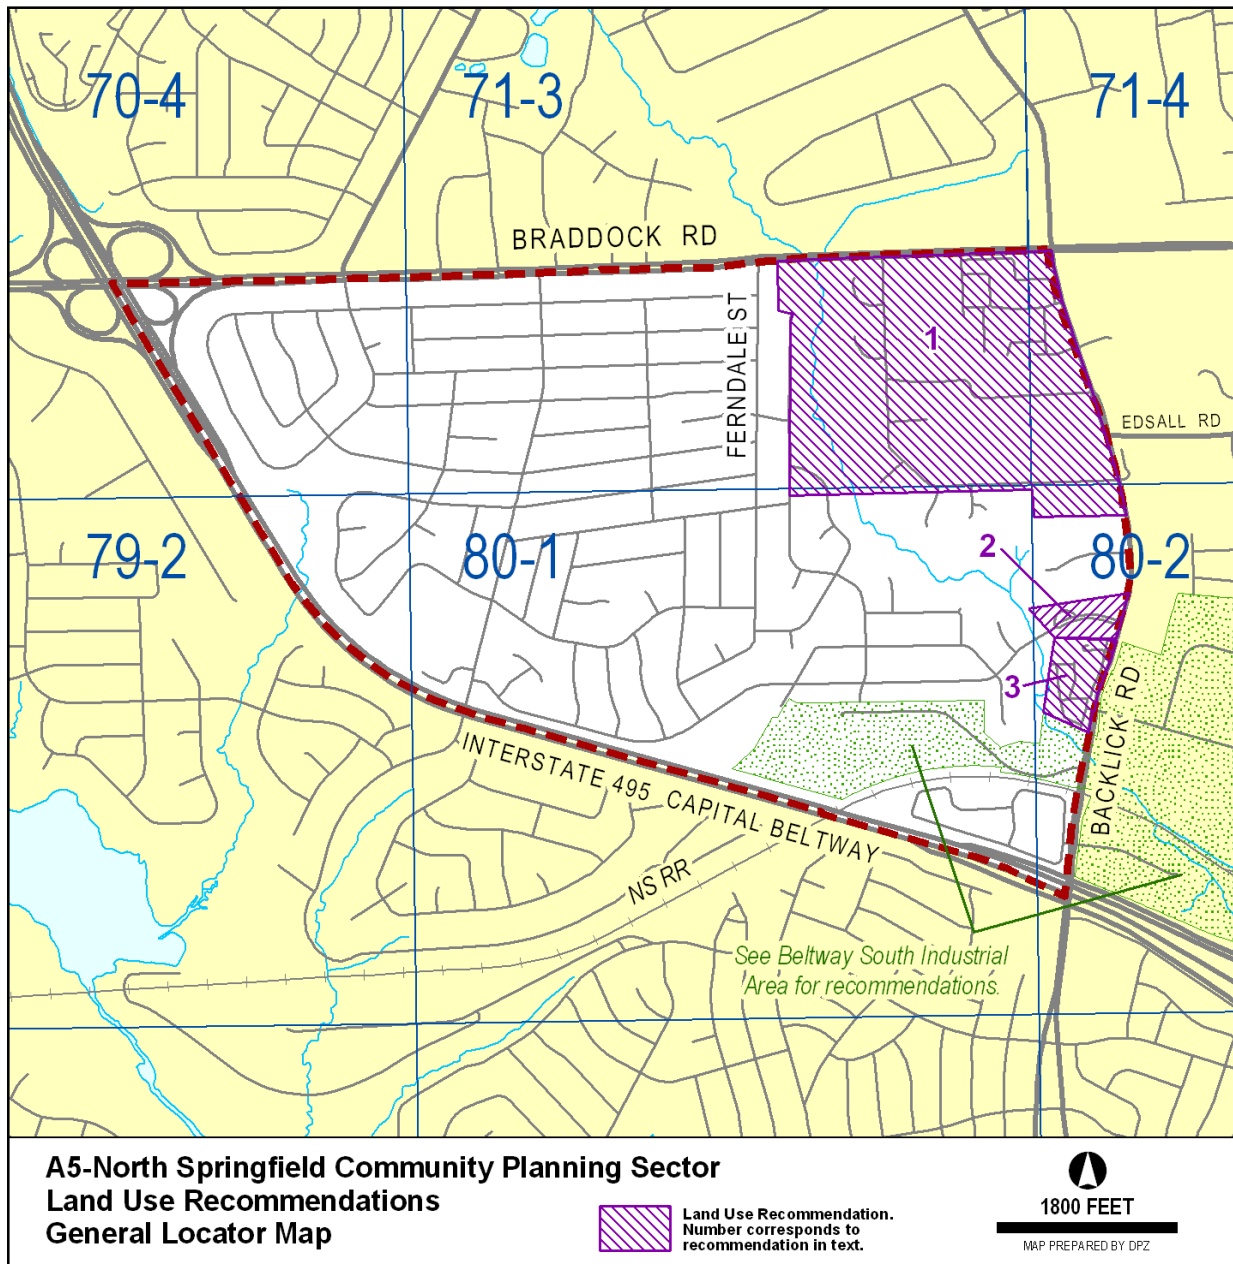 70-4
71-3
71-4
BRADDOCK RD
FERNDALE ST
1
EDSALL RD
79-2
80-1
2
80-2
3
BACKLICK RD
INTERSTATE 495 CAPITAL BELTWAY
NS RR
See Beltway South Industrial
Area for recommendations.
A5-North Springfield Community Planning Sector
Land Use Recommendations
General Locator Map
Land Use Recommendation.
Number corresponds to
recommendation in text.
1800 FEET
MAP PREPARED BY DPZ